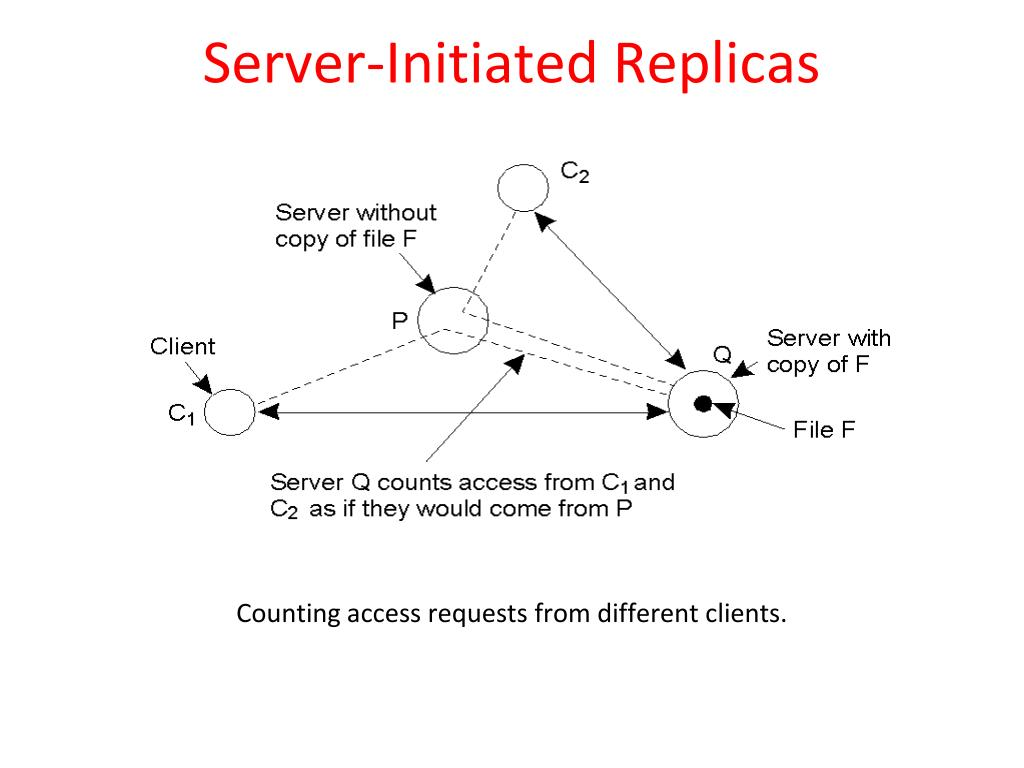 Server-Initiated Replicas
C2
Server without
copy of file F
P
Client
Q
Server with
copy of F
C1
File F
Server Q counts access from C1 and
C2 as if they would come from P
Counting access requests from different clients.